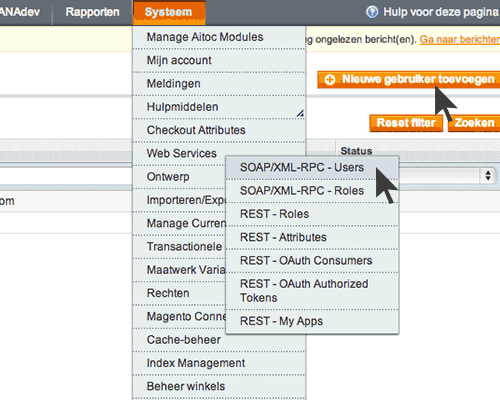 ANAdev Rapporten Systeem Hulp voor deze pagina
Manage Aitoc Modules
ng ongelezen bericht(en). Ga naar berichten
Mijn account
Meldingen
Nieuwe gebruiker toevoegen
Hulpmiddelen
Reset filter Zoeken
Checkout Attributes
Web Services
Status
SOAP/XML-RPC - Users
Ontwerp
SOAP/XML-RPC - Roles
om
Importeren/Expo
REST - Roles
Manage Curren
REST - Attributes
Transactionele
REST - OAuth Consumers
Maatwerk Varia
REST - OAuth Authorized
Tokens
Rechten
Magento Conne
REST - My Apps
Cache-beheer
Index Management
Beheer winkels